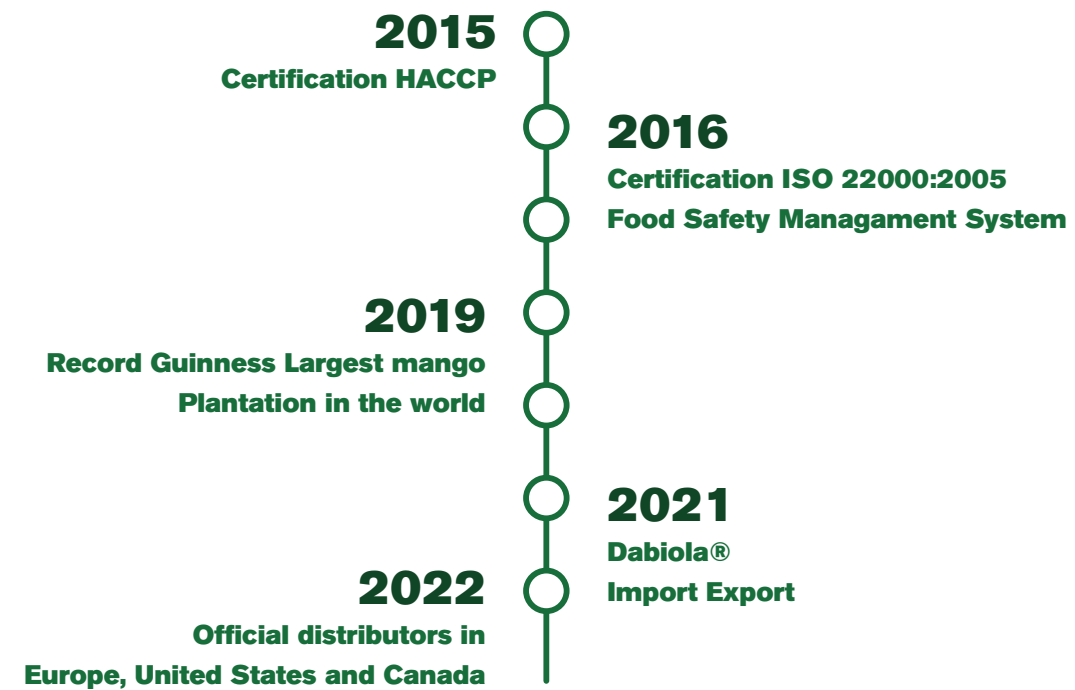 2015
Certification HACCP
2016
Certification ISO 22000:2005
Food Safety Managament System
2019
Record Guinness Largest mango
Plantation in the world
2021
Dabiola®
Import Export
2022
Official distributors in
Europe, United States and Canada